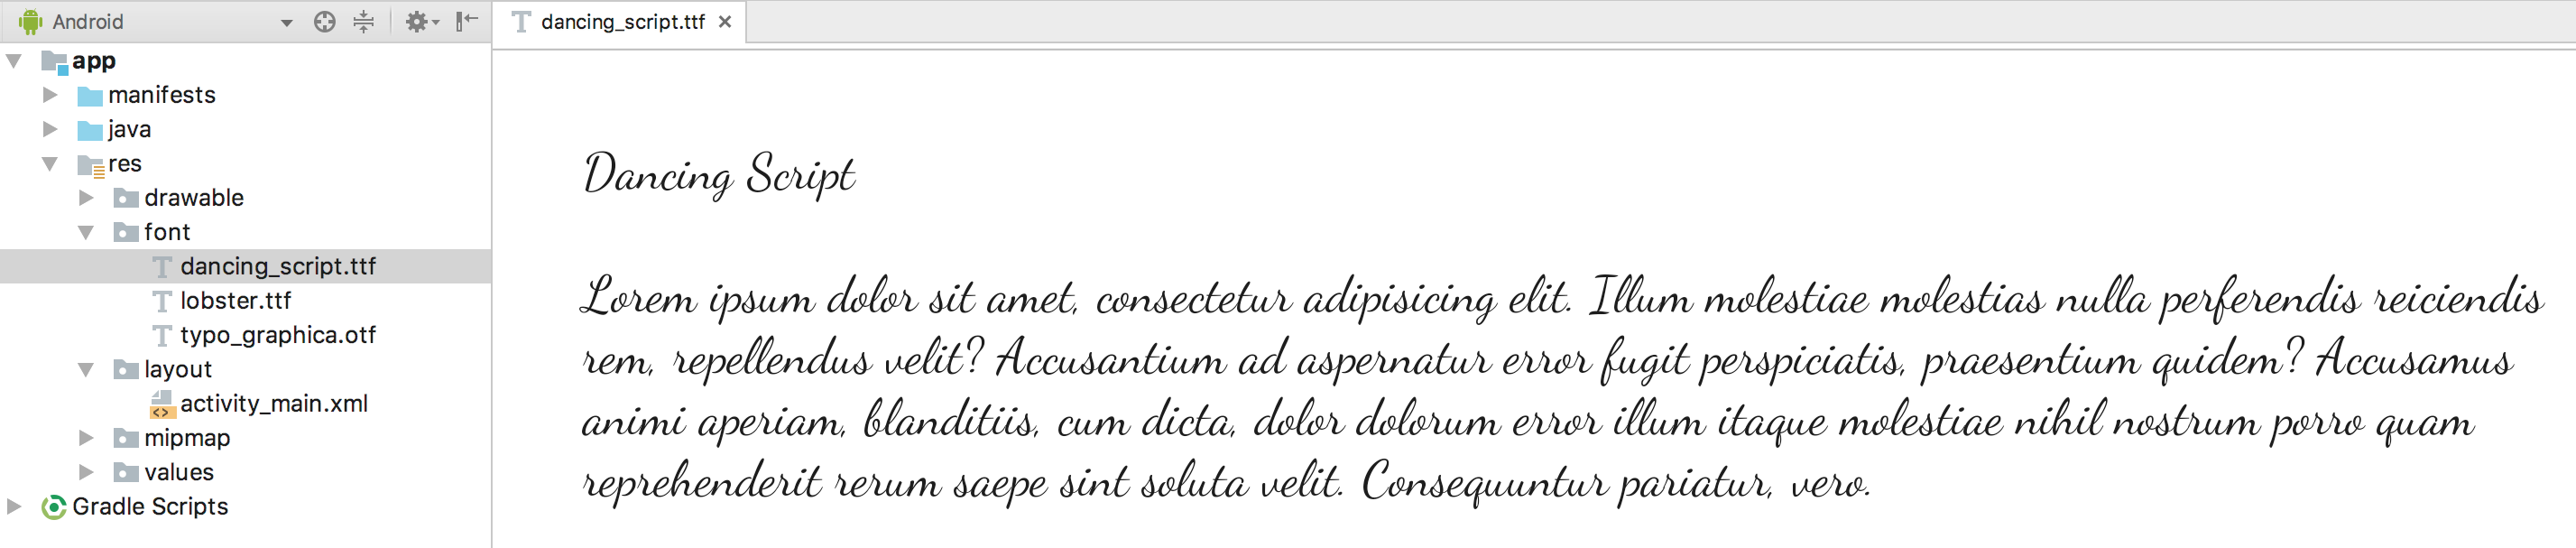 Android
app
manifests
java
res
drawable
font
dancing_script.ttf
lobster.ttf
typo_graphica.otf
layout
activity_main.xml
mipmap
values
Gradle Scripts
dancing_script.ttf
Dancing Script
Lorem ipsum dolor sit amet, consectetur adipisicing elit. Illum molestiae molestias nulla perferendis reiciendis
rem, repellendus velit? Accusantium ad aspernatur error fugit perspiciatis, praesentium quidem? Accusamus
animi aperiam, blanditiis, cum dicta, dolor dolorum error illum itaque molestiae nihil nostrum porro quam
reprehenderit rerum saepe sint soluta velit. Consequuntur pariatur, vero.